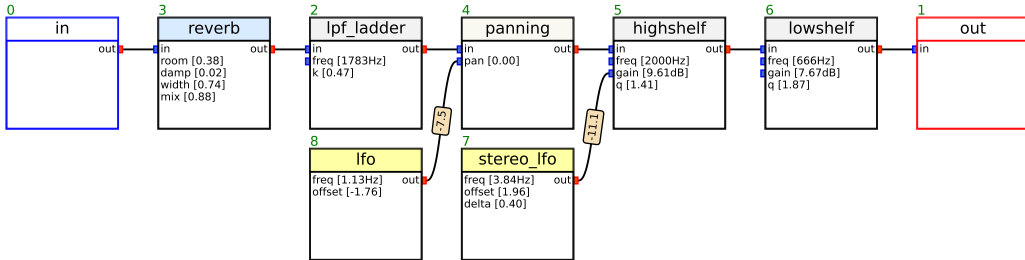 0
in
out
3
reverb
in
out
room [0.38]
damp [0.02]
width [0.74]
mix [0.88]
2
lpf_ladder
in
out
freq [1783Hz]
k [0.47]
4
panning
in
out
pan [0.00]
5
highshelf
in
out
freq [2000Hz]
gain [9.61dB]
q [1.41]
6
lowshelf
in
out
freq [666Hz]
gain [7.67dB]
q [1.87]
1
out
in
-7.5
-11.1
8
lfo
freq [1.13Hz]
out
offset [-1.76]
7
stereo_lfo
freq [3.84Hz]
out
offset [1.96]
delta [0.40]